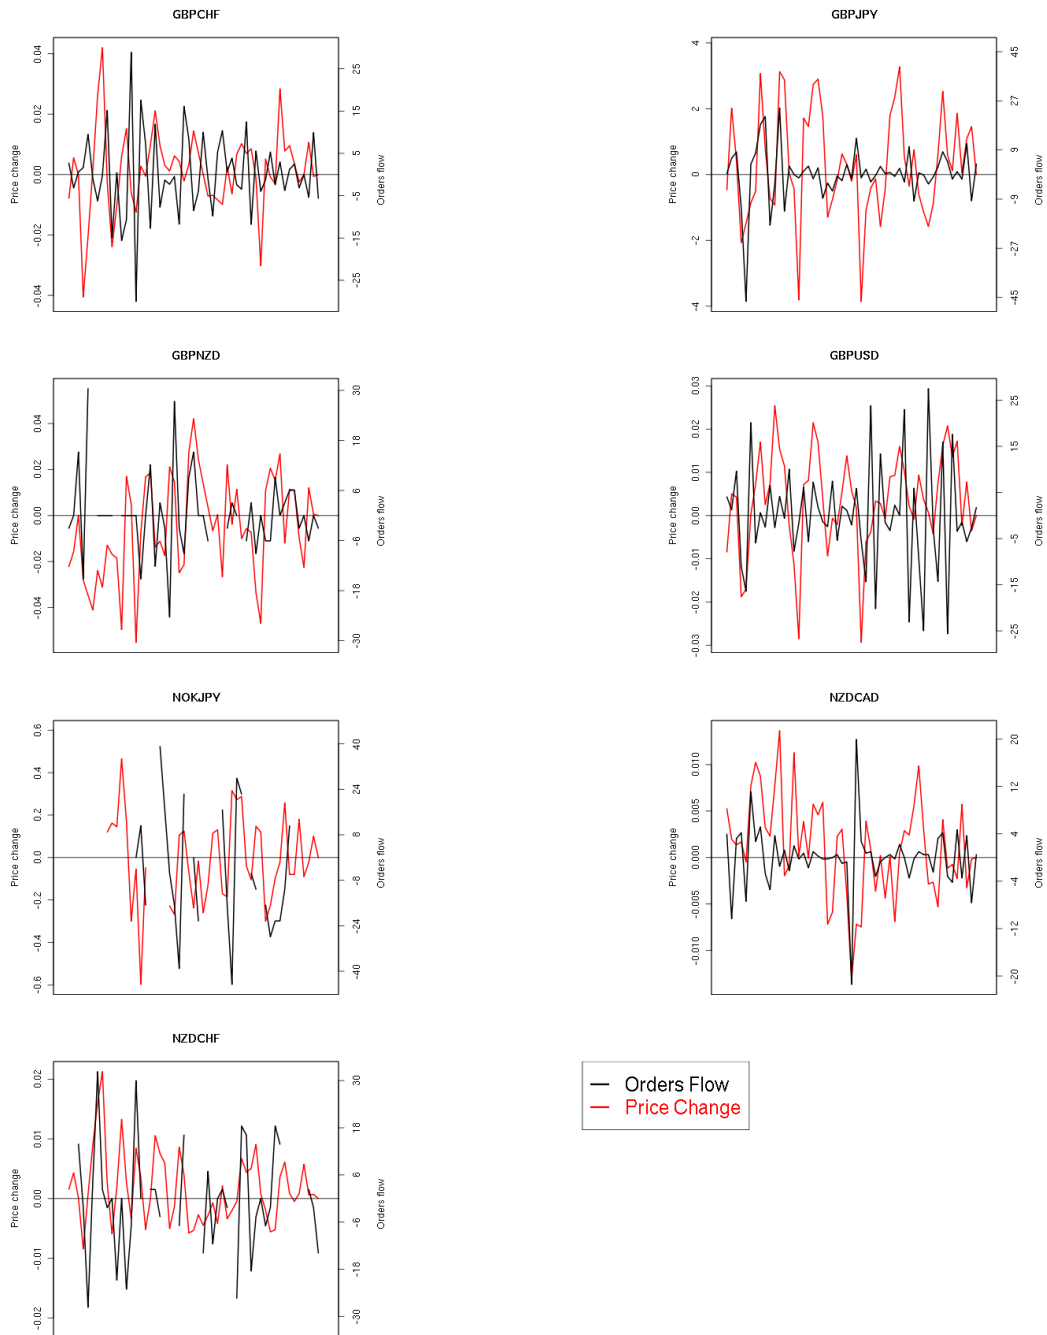 GBPCHF
Price change
-0.04 -0.02 0.00 0.02 0.04
-25 -15 -5 5 15 25
Orders flow
GBPJPY
Price change
-4 -2 0 2 4
-45 -27 -9 9 27 45
Orders flow
GBPNZD
Price change
-0.04 -0.02 0.00 0.02 0.04
-30 -18 -6 6 18 30
Orders flow
GBPUSD
Price change
-0.03 -0.02 -0.01 0.00 0.01 0.02 0.03
-25 -15 -5 5 15 25
Orders flow
NOKJPY
Price change
-0.6 -0.4 -0.2 0.0 0.2 0.4 0.6
-40 -24 -8 8 24 40
Orders flow
NZDCAD
Price change
-0.010 -0.005 0.000 0.005 0.010
-20 -12 -4 4 12 20
Orders flow
NZDCHF
Price change
-0.02 -0.01 0.00 0.01 0.02
-30 -18 -6 6 18 30
Orders flow
Orders Flow
Price Change